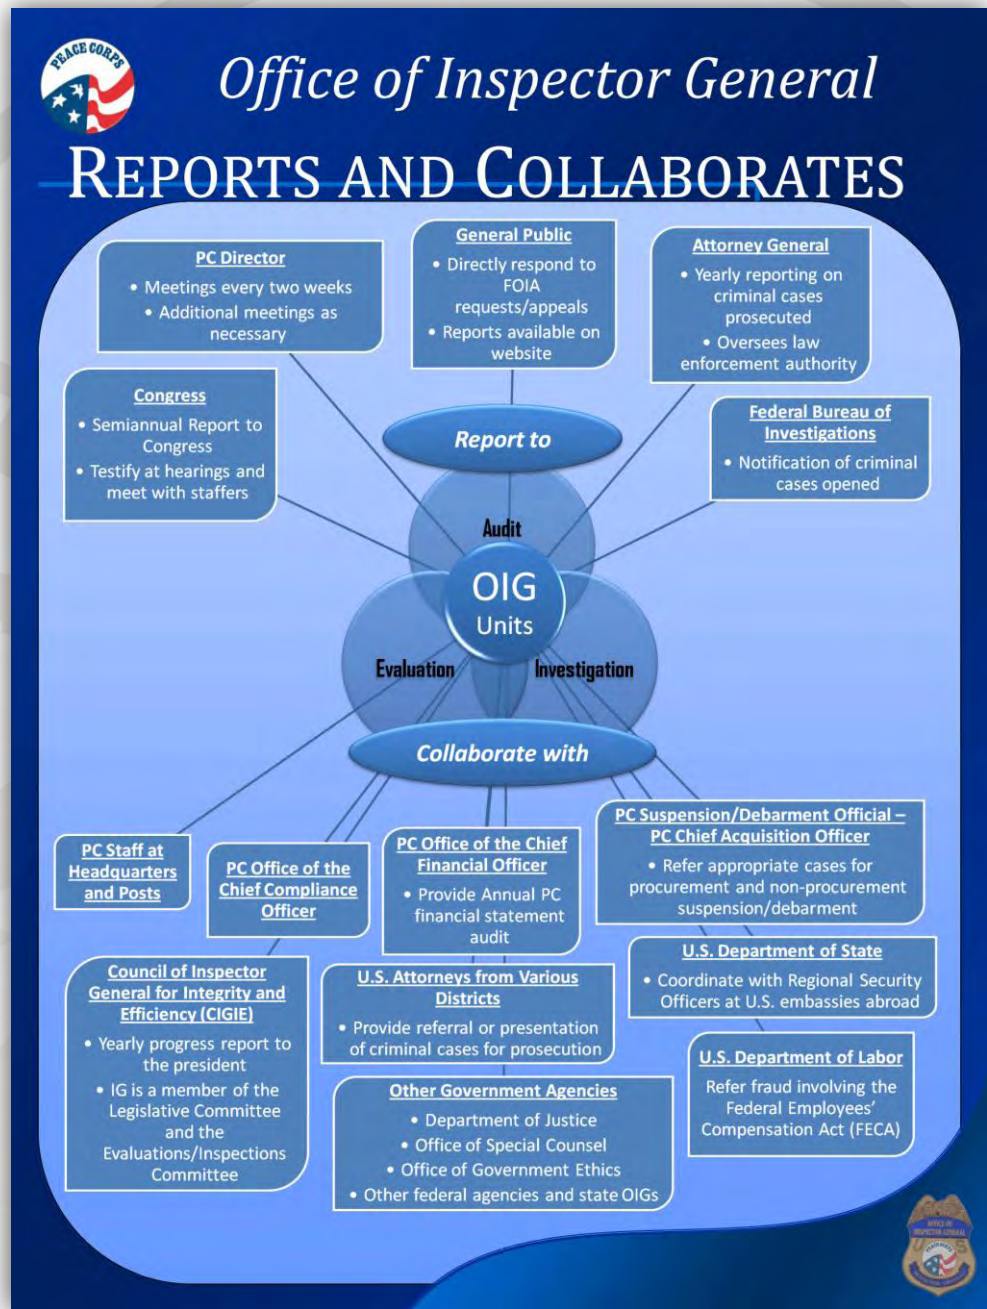 PEACE CORPS
Office of Inspector General
REPORTS AND COLLABORATES
PC Director
• Meetings every two weeks
• Additional meetings as
necessary
General Public
• Directly respond to
FOIA
requests/appeals
• Reports available on
website
Attorney General
• Yearly reporting on
criminal cases
prosecuted
• Oversees law
enforcement authority
Congress
• Semiannual Report to
Congress
• Testify at hearings and
meet with staffers
Federal Bureau of
Investigations
• Notification of criminal
cases opened
Report to
Audit
OIG
Units
Evaluation
Investigation
Collaborate with
PC Staff at
Headquarters
and Posts
PC Office of the
Chief Compliance
Officer
PC Office of the Chief
Financial Officer
• Provide Annual PC
financial statement
audit
PC Suspension/Debarment Official –
PC Chief Acquisition Officer
• Refer appropriate cases for
procurement and non-procurement
suspension/debarment
Council of Inspector
General for Integrity and
Efficiency (CIGIE)
• Yearly progress report to
the president
• IG is a member of the
Legislative Committee
and the
Evaluations/Inspections
Committee
U.S. Attorneys from Various
Districts
• Provide referral or presentation
of criminal cases for prosecution
U.S. Department of State
• Coordinate with Regional Security
Officers at U.S. embassies abroad
U.S. Department of Labor
Refer fraud involving the
Federal Employees’
Compensation Act (FECA)
Other Government Agencies
• Department of Justice
• Office of Special Counsel
• Office of Government Ethics
• Other federal agencies and state OIGs
OFFICE OF
INSPECTOR GENERAL
U S